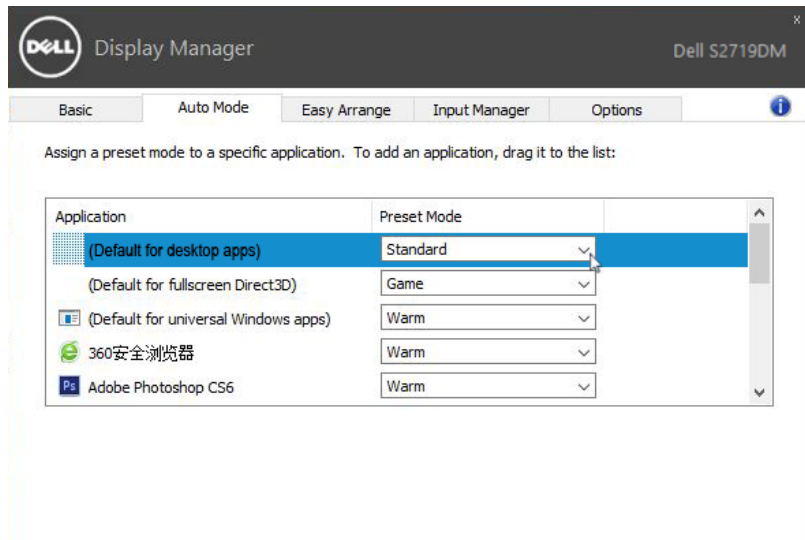 DELL Display Manager Dell S2719DM
x
Basic Auto Mode Easy Arrange Input Manager Options i
Assign a preset mode to a specific application. To add an application, drag it to the list:
Application Preset Mode
(Default for desktop apps) Standard
(Default for fullscreen Direct3D) Game
(Default for universal Windows apps) Warm
360安全浏览器 Warm
Ps Adobe Photoshop CS6 Warm